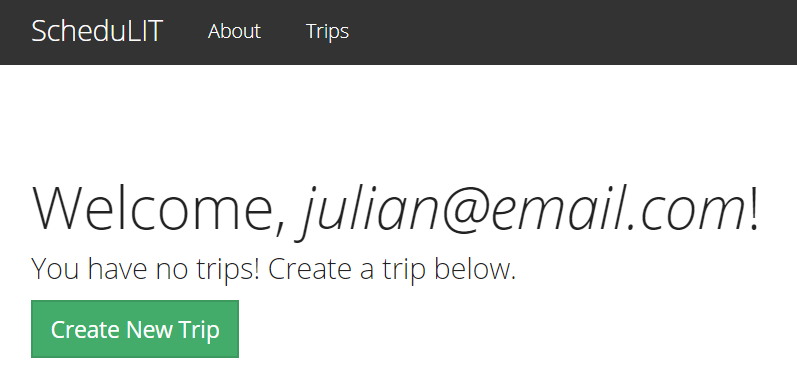 ScheduLIT About Trips
Welcome, julian@email.com!
You have no trips! Create a trip below.
Create New Trip